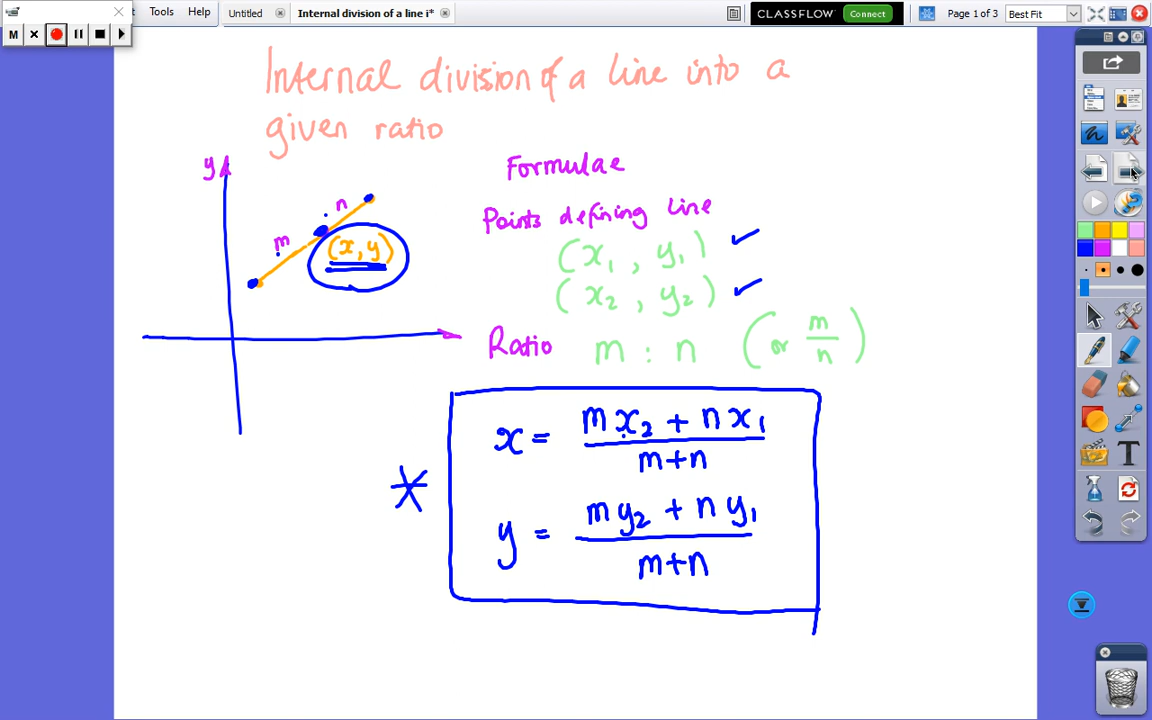 M
Tools Help
Untitled
Internal division of a line i*
CLASSFLOW Connect
Page 1 of 3
Best Fit
Internal division of a line into a
given ratio
y
n
m
(x, y)
Formulae
Points defining line
(x₁, y₁)
(x₂, y₂)
Ratio m : n (or m/n)
x = (mx₂ + nx₁)/(m+n)
y = (my₂ + ny₁)/(m+n)
T